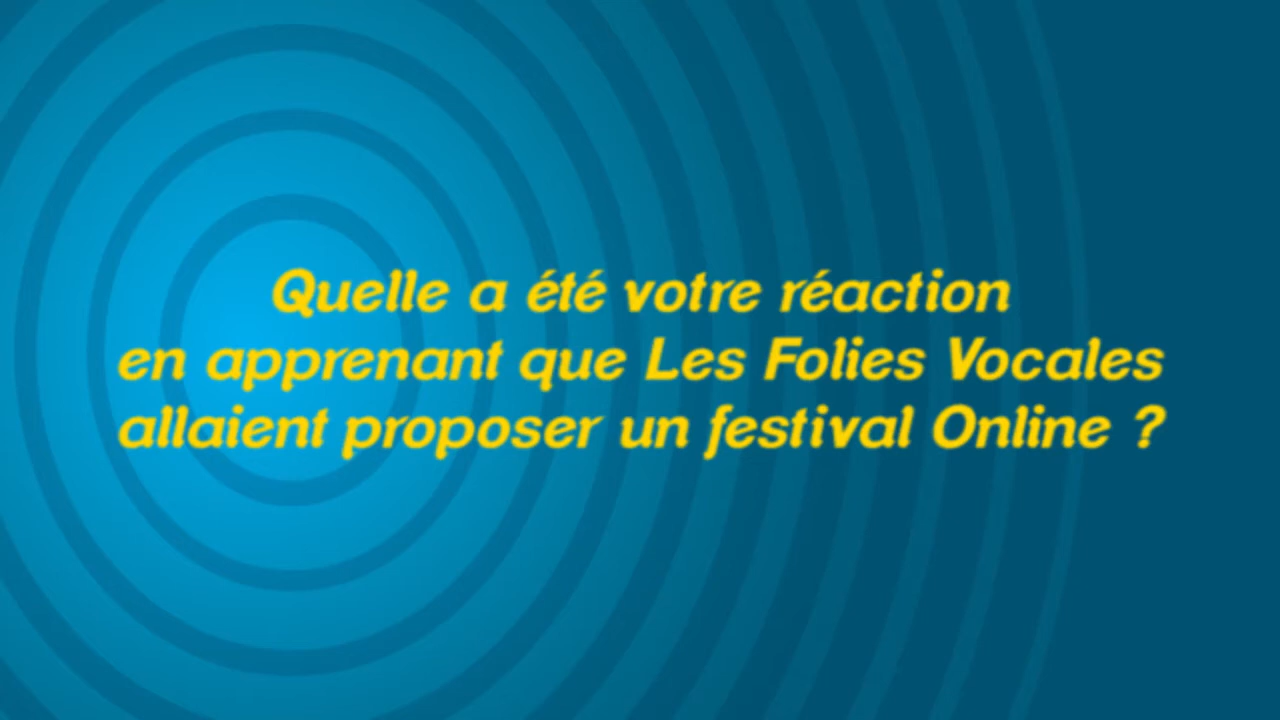 Quelle a été votre réaction
en apprenant que Les Folies Vocales
allaient proposer un festival Online ?